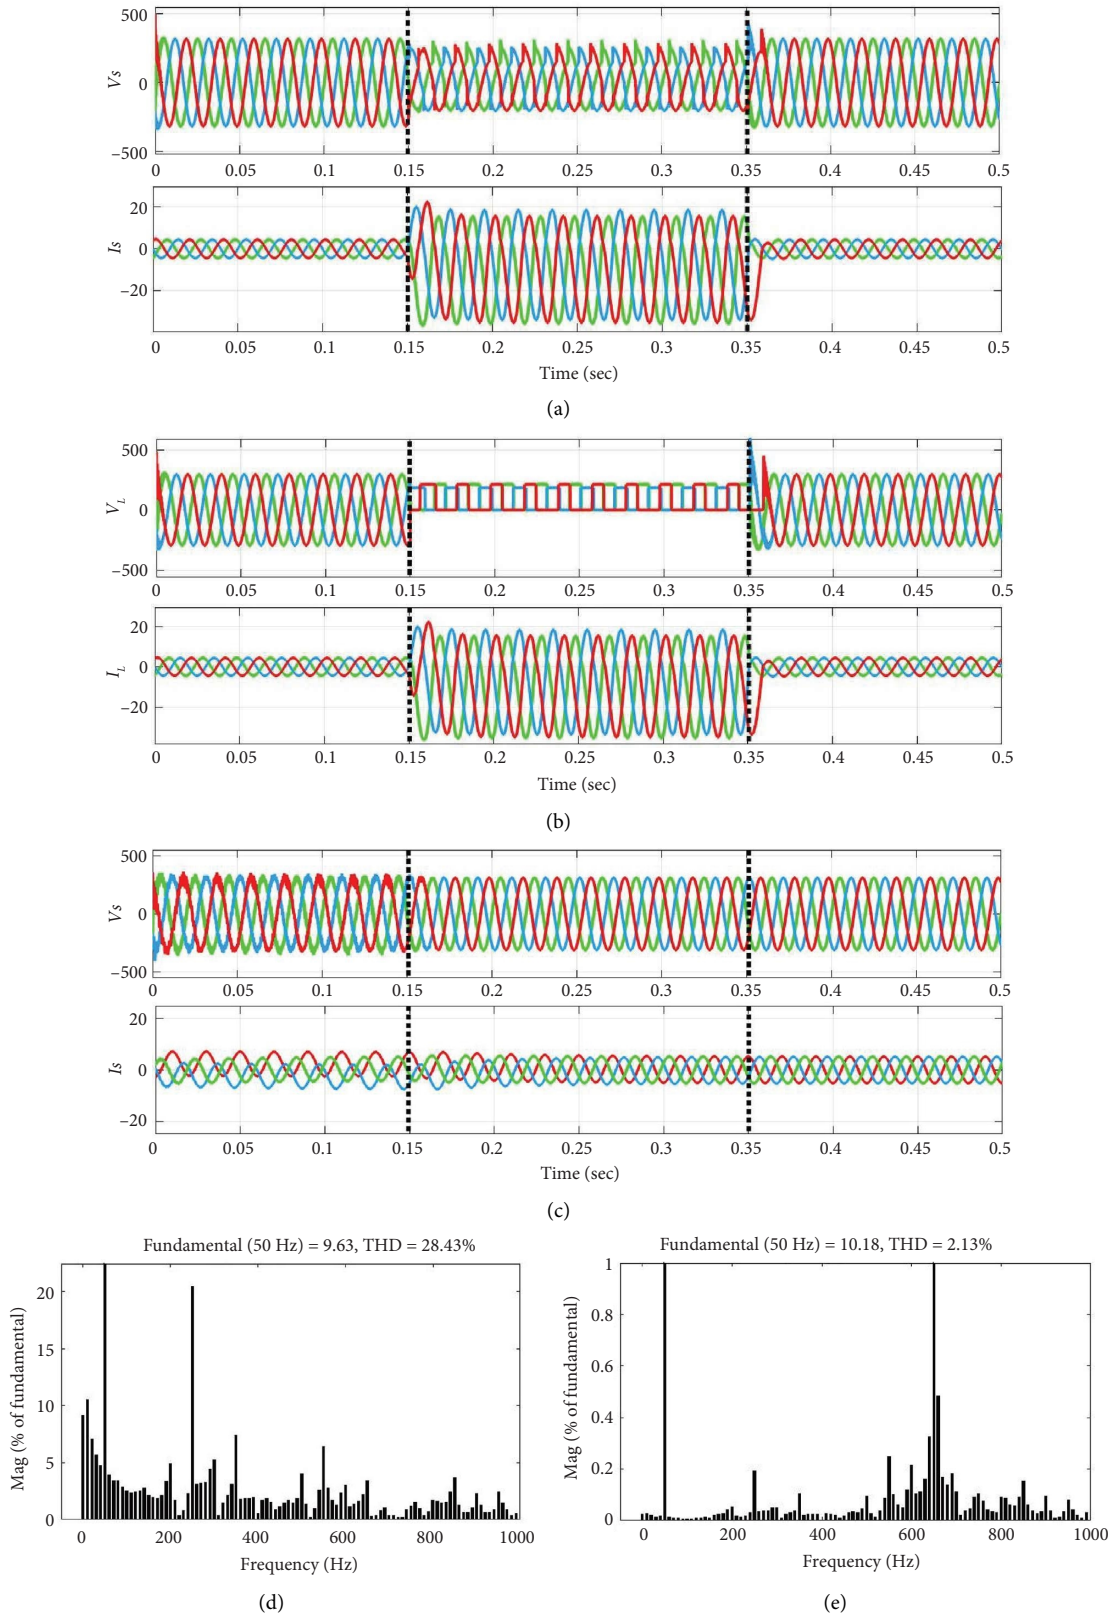 500
0
−500
Vs
0 0.05 0.1 0.15 0.2 0.25 0.3 0.35 0.4 0.45 0.5
20
0
−20
Is
0 0.05 0.1 0.15 0.2 0.25 0.3 0.35 0.4 0.45 0.5
Time (sec)
(a)
500
0
−500
V_L
0 0.05 0.1 0.15 0.2 0.25 0.3 0.35 0.4 0.45 0.5
20
0
−20
I_L
0 0.05 0.1 0.15 0.2 0.25 0.3 0.35 0.4 0.45 0.5
Time (sec)
(b)
500
0
−500
Vs
0 0.05 0.1 0.15 0.2 0.25 0.3 0.35 0.4 0.45 0.5
20
0
−20
Is
0 0.05 0.1 0.15 0.2 0.25 0.3 0.35 0.4 0.45 0.5
Time (sec)
(c)
Fundamental (50 Hz) = 9.63, THD = 28.43%
20
15
10
5
0
Mag (% of fundamental)
0 200 400 600 800 1000
Frequency (Hz)
(d)
Fundamental (50 Hz) = 10.18, THD = 2.13%
1
0.8
0.6
0.4
0.2
0
Mag (% of fundamental)
0 200 400 600 800 1000
Frequency (Hz)
(e)